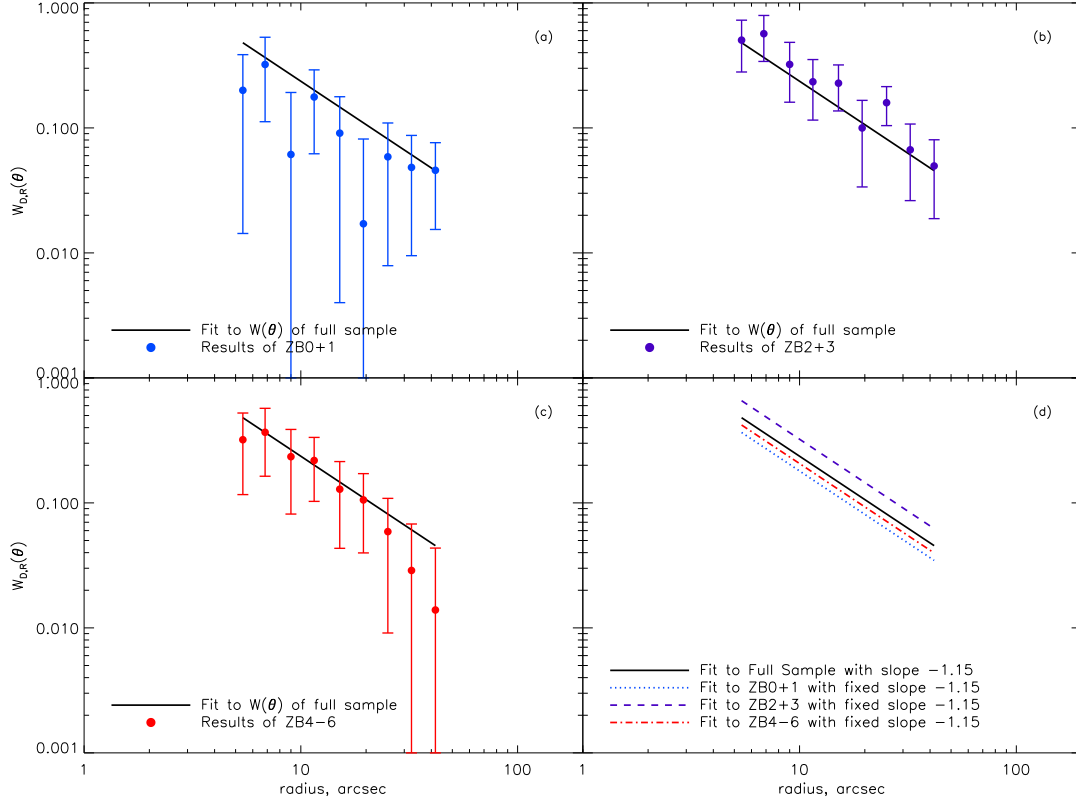 1.000
(a)
(b)
0.100
W_{D,R}(θ)
0.010
Fit to W(θ) of full sample
Results of ZB0+1
Fit to W(θ) of full sample
Results of ZB2+3
0.001
1.000
(c)
(d)
0.100
W_{D,R}(θ)
0.010
Fit to W(θ) of full sample
Results of ZB4-6
Fit to Full Sample with slope -1.15
Fit to ZB0+1 with fixed slope -1.15
Fit to ZB2+3 with fixed slope -1.15
Fit to ZB4-6 with fixed slope -1.15
0.001
1 10 100
1 10 100
radius, arcsec
radius, arcsec